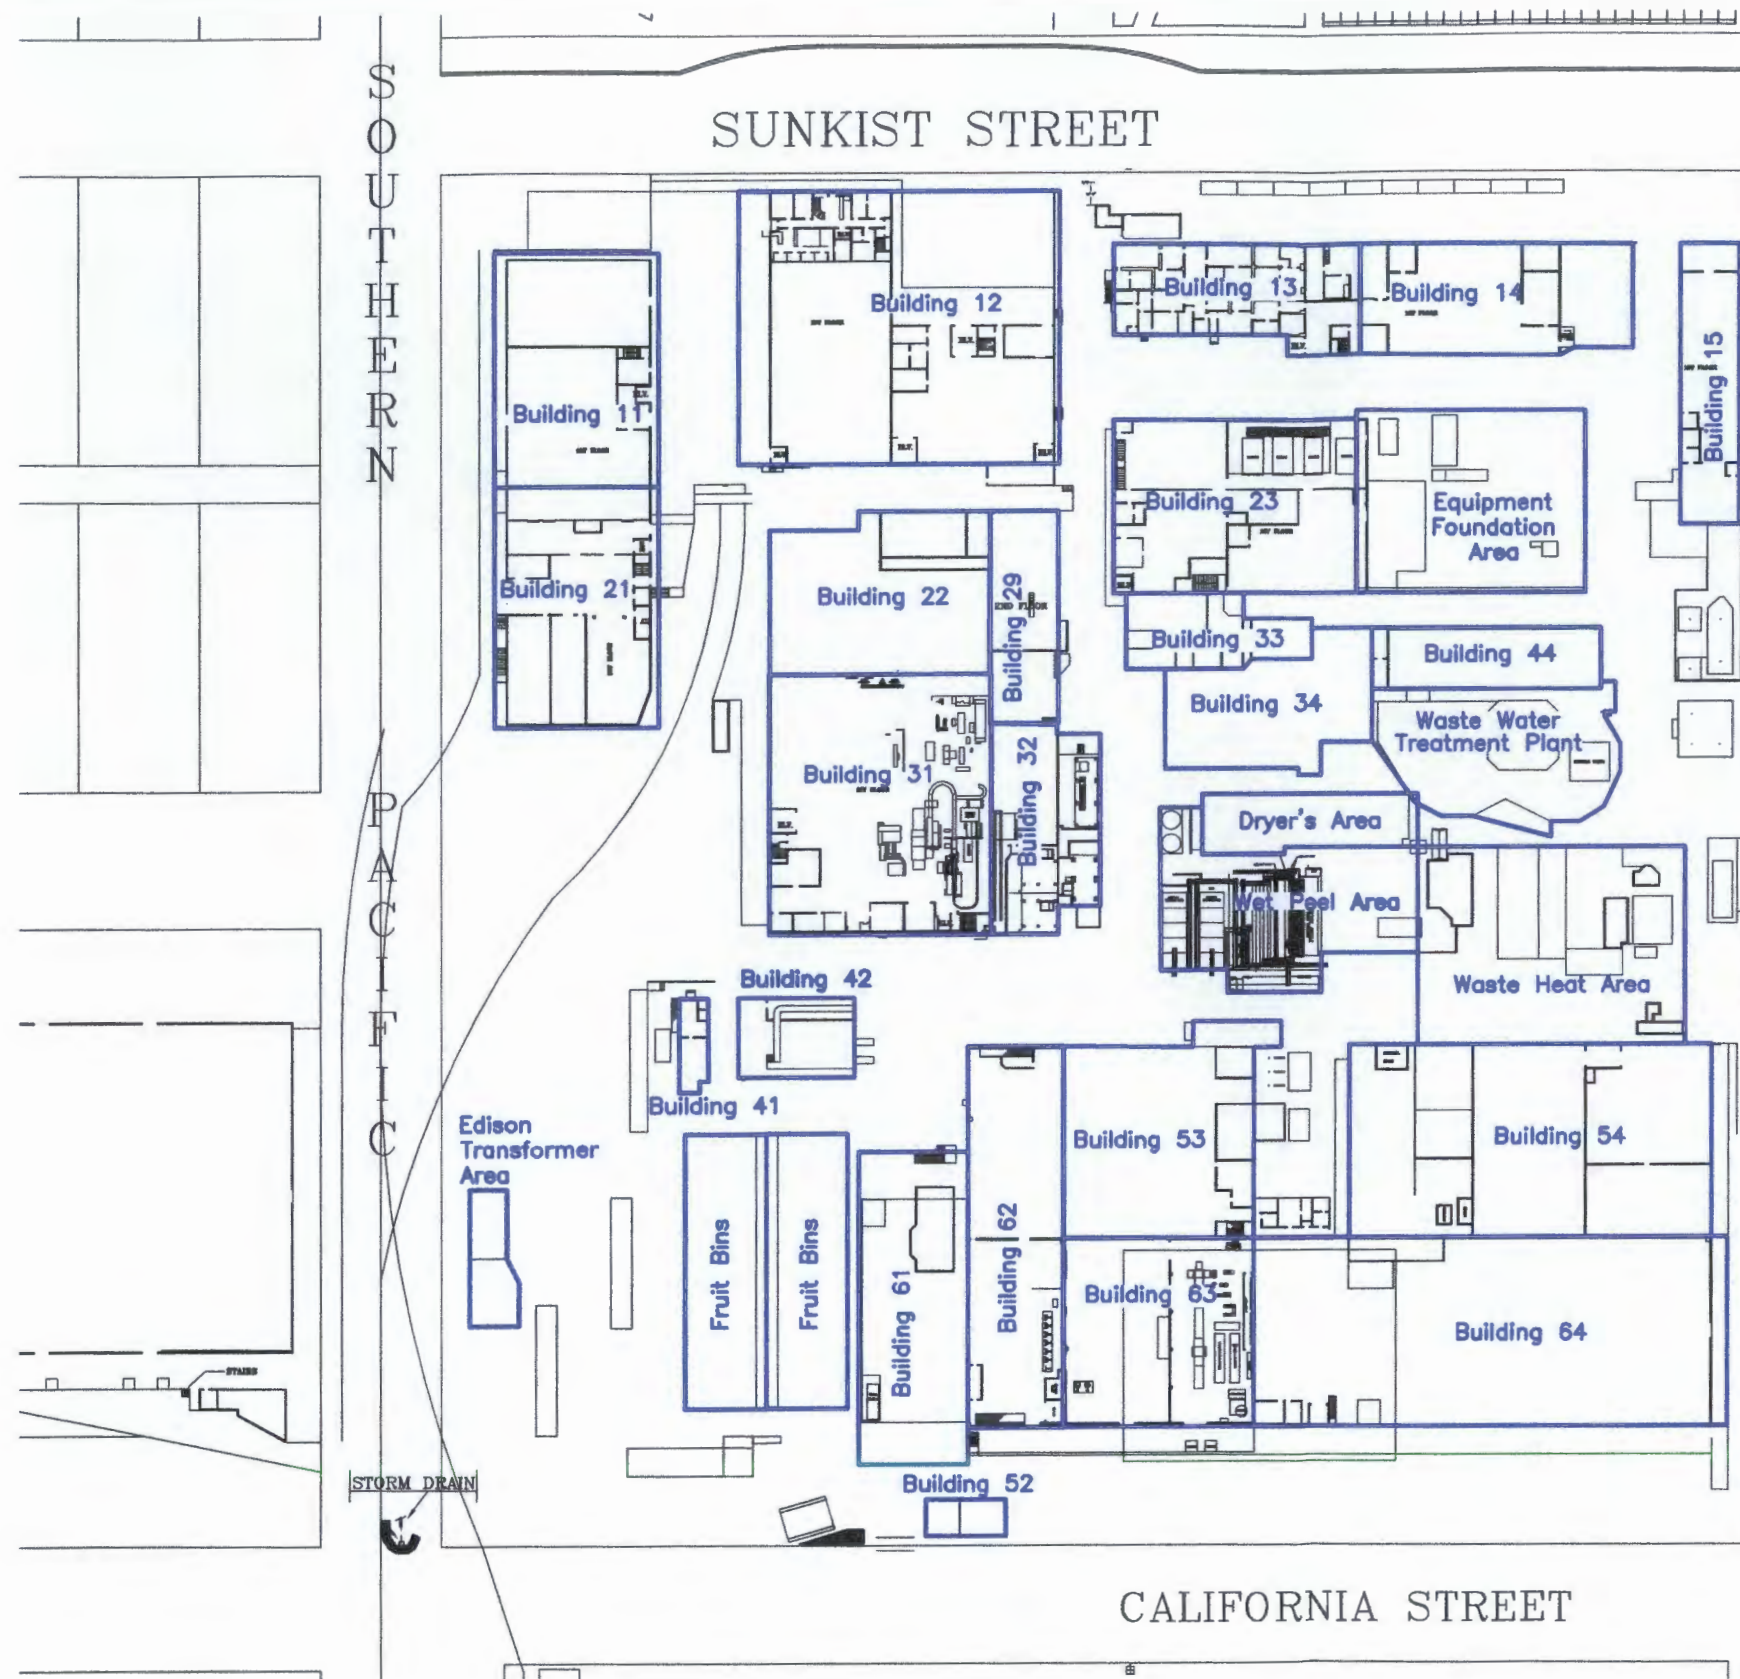 SUNKIST STREET
SOUTHERN
PACIFIC
Building 12
Building 13
Building 14
Building 15
Building 11
Building 23
Equipment
Foundation
Area
Building 21
Building 22
Building 29
2ND FLOOR
Building 33
Building 44
Building 34
Waste Water
Treatment Plant
Building 31
Building 32
Dryer's Area
Wet Peel Area
Waste Heat Area
Building 42
Building 41
Edison
Transformer
Area
Building 53
Building 54
Fruit Bins
Fruit Bins
Building 61
Building 62
Building 63
Building 64
STAIRS
STORM DRAIN
Building 52
CALIFORNIA STREET